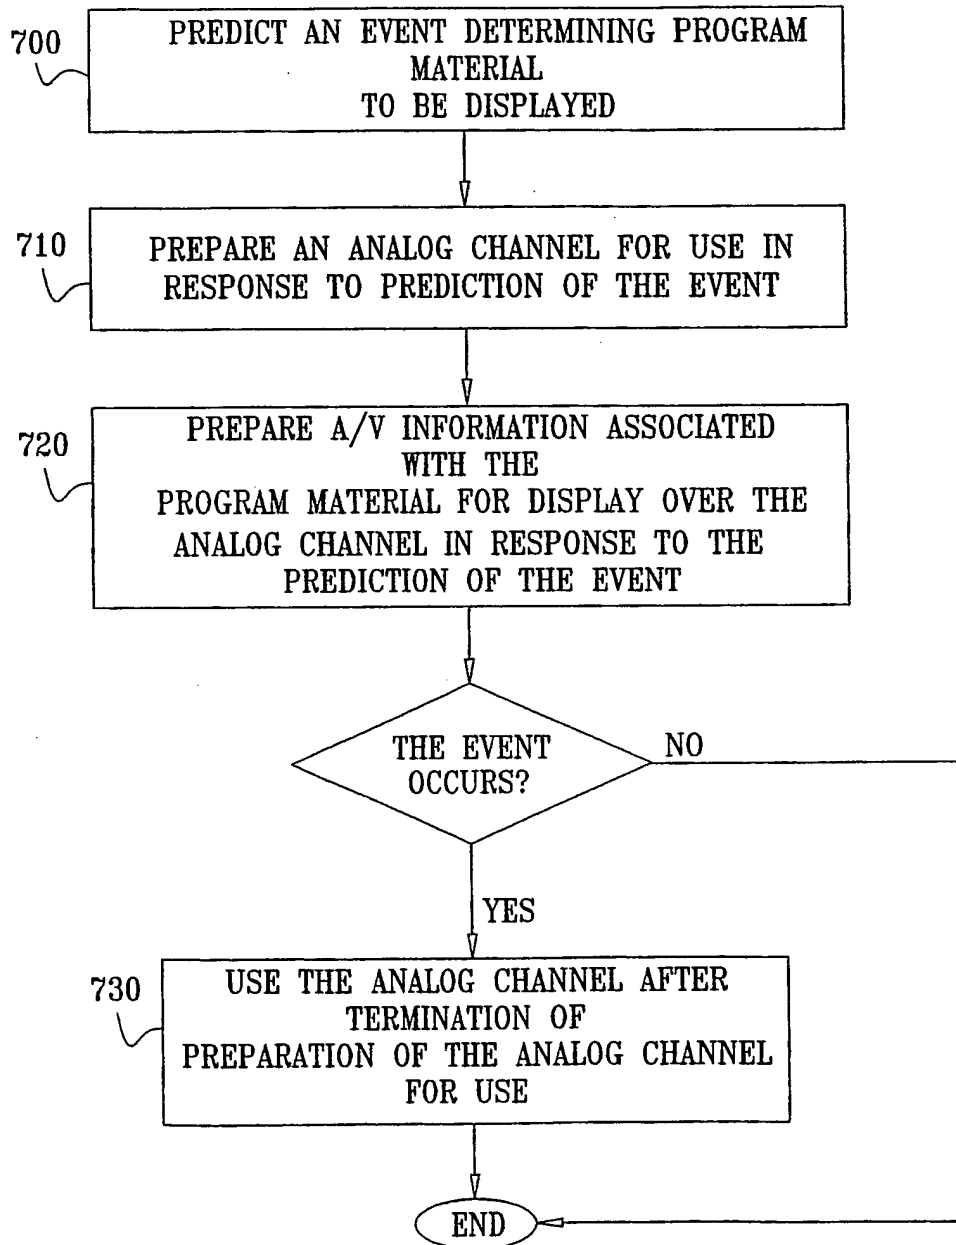 700
PREDICT AN EVENT DETERMINING PROGRAM
MATERIAL
TO BE DISPLAYED
710
PREPARE AN ANALOG CHANNEL FOR USE IN
RESPONSE TO PREDICTION OF THE EVENT
720
PREPARE A/V INFORMATION ASSOCIATED
WITH THE
PROGRAM MATERIAL FOR DISPLAY OVER THE
ANALOG CHANNEL IN RESPONSE TO THE
PREDICTION OF THE EVENT
THE EVENT
OCCURS?
NO
YES
730
USE THE ANALOG CHANNEL AFTER
TERMINATION OF
PREPARATION OF THE ANALOG CHANNEL
FOR USE
END